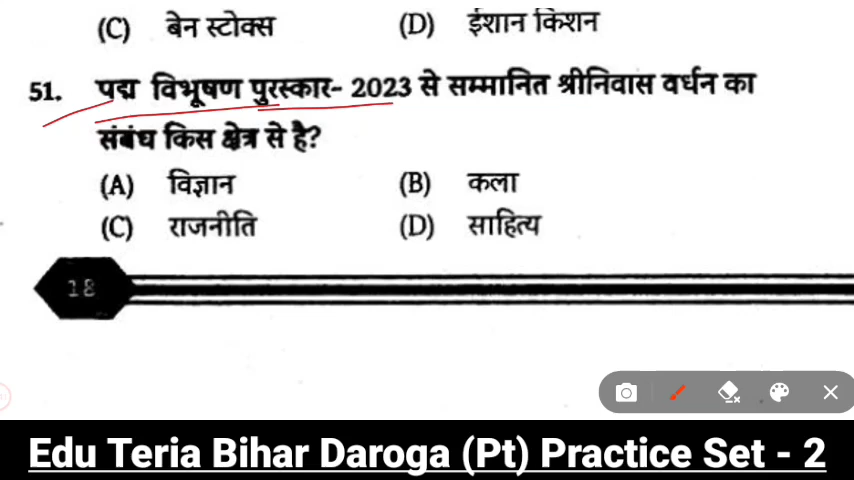 (C) बेन स्टोक्स (D) ईशान किशन
51. पद्म विभूषण पुरस्कार- 2023 से सम्मानित श्रीनिवास वर्धन का
संबंध किस क्षेत्र से है?
(A) विज्ञान (B) कला
(C) राजनीति (D) साहित्य
18
Edu Teria Bihar Daroga (Pt) Practice Set - 2